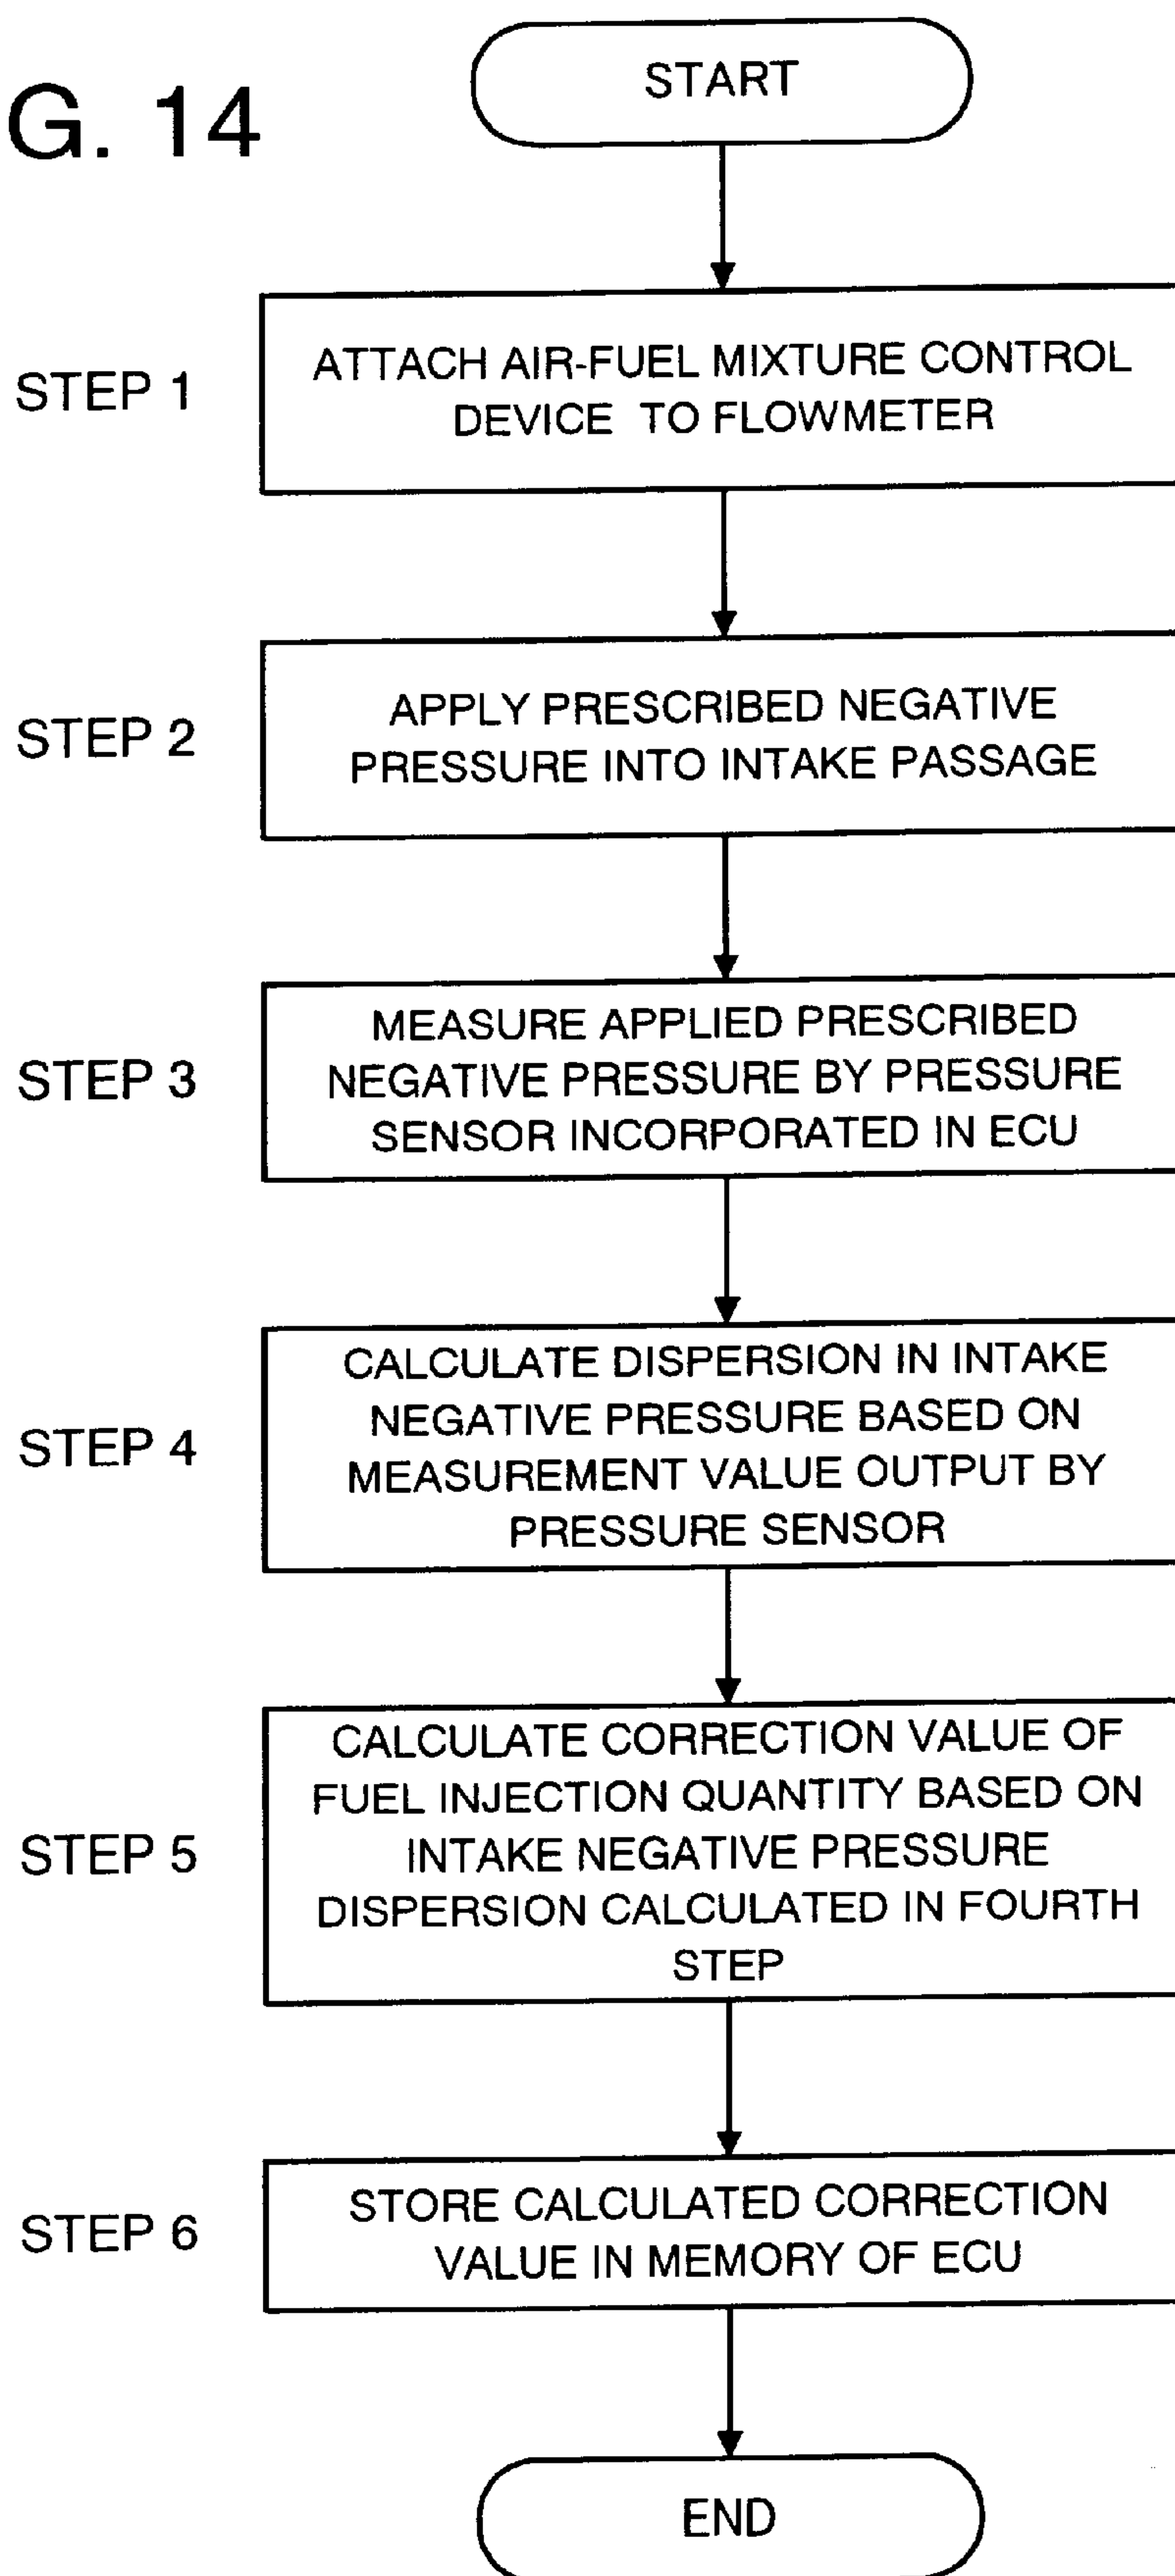 G. 14
START
STEP 1
ATTACH AIR-FUEL MIXTURE CONTROL
DEVICE TO FLOWMETER
STEP 2
APPLY PRESCRIBED NEGATIVE
PRESSURE INTO INTAKE PASSAGE
STEP 3
MEASURE APPLIED PRESCRIBED
NEGATIVE PRESSURE BY PRESSURE
SENSOR INCORPORATED IN ECU
STEP 4
CALCULATE DISPERSION IN INTAKE
NEGATIVE PRESSURE BASED ON
MEASUREMENT VALUE OUTPUT BY
PRESSURE SENSOR
STEP 5
CALCULATE CORRECTION VALUE OF
FUEL INJECTION QUANTITY BASED ON
INTAKE NEGATIVE PRESSURE
DISPERSION CALCULATED IN FOURTH
STEP
STEP 6
STORE CALCULATED CORRECTION
VALUE IN MEMORY OF ECU
END